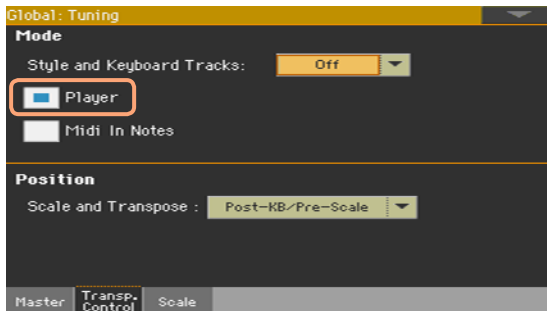 Global: Tuning
Mode
Style and Keyboard Tracks: Off
Player
Midi In Notes
Position
Scale and Transpose : Post-KB/Pre-Scale
Master Transp. Control Scale